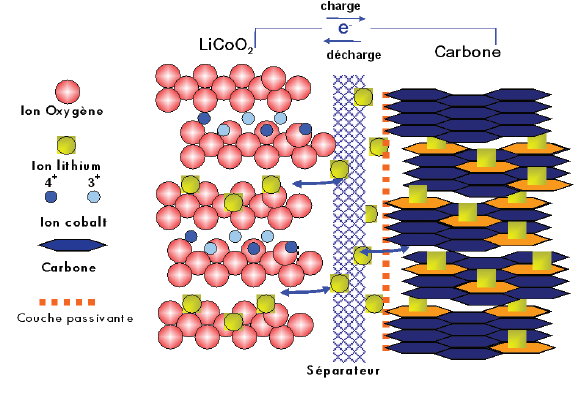 charge
e-
décharge
LiCoO2
Carbone
Ion Oxygène
Ion lithium
4+ 3+
Ion cobalt
Carbone
Couche passivante
Séparateur